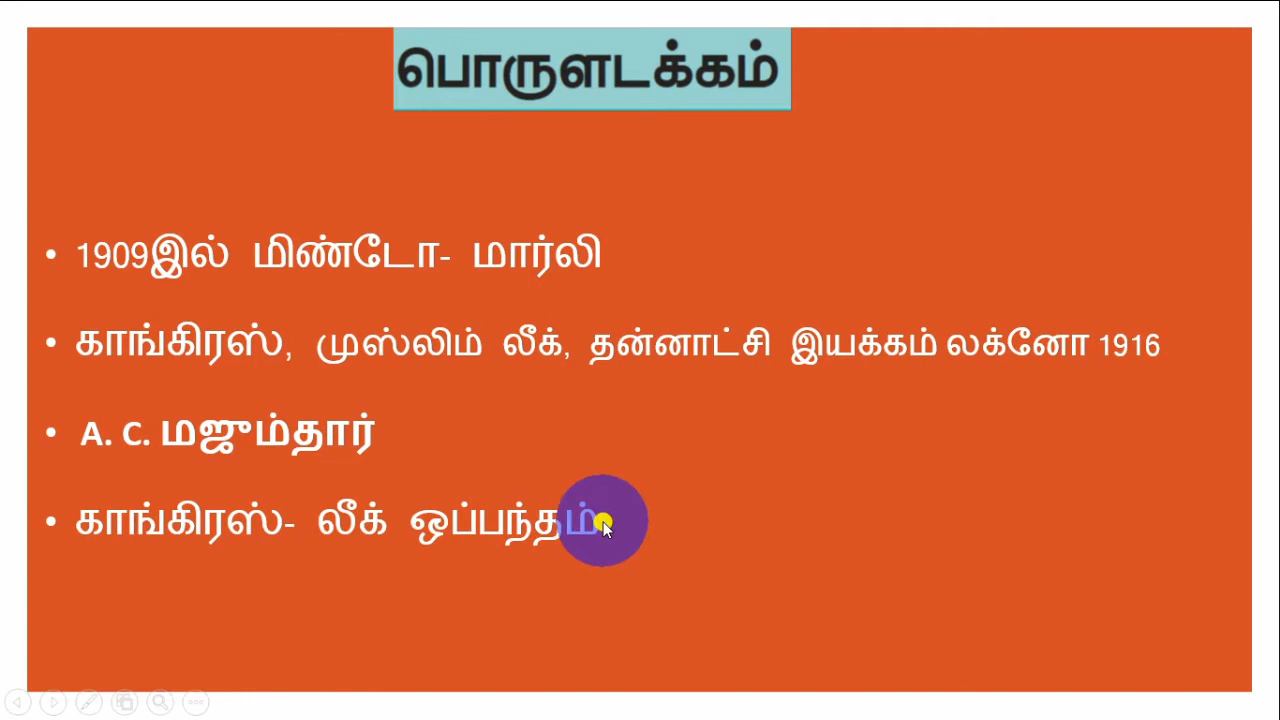 பொருளடக்கம்
• 1909இல் மிண்டோ- மார்லி
• காங்கிரஸ், முஸ்லிம் லீக், தன்னாட்சி இயக்கம் லக்னோ 1916
• A. C. மஜும்தார்
• காங்கிரஸ்- லீக் ஒப்பந்தம்